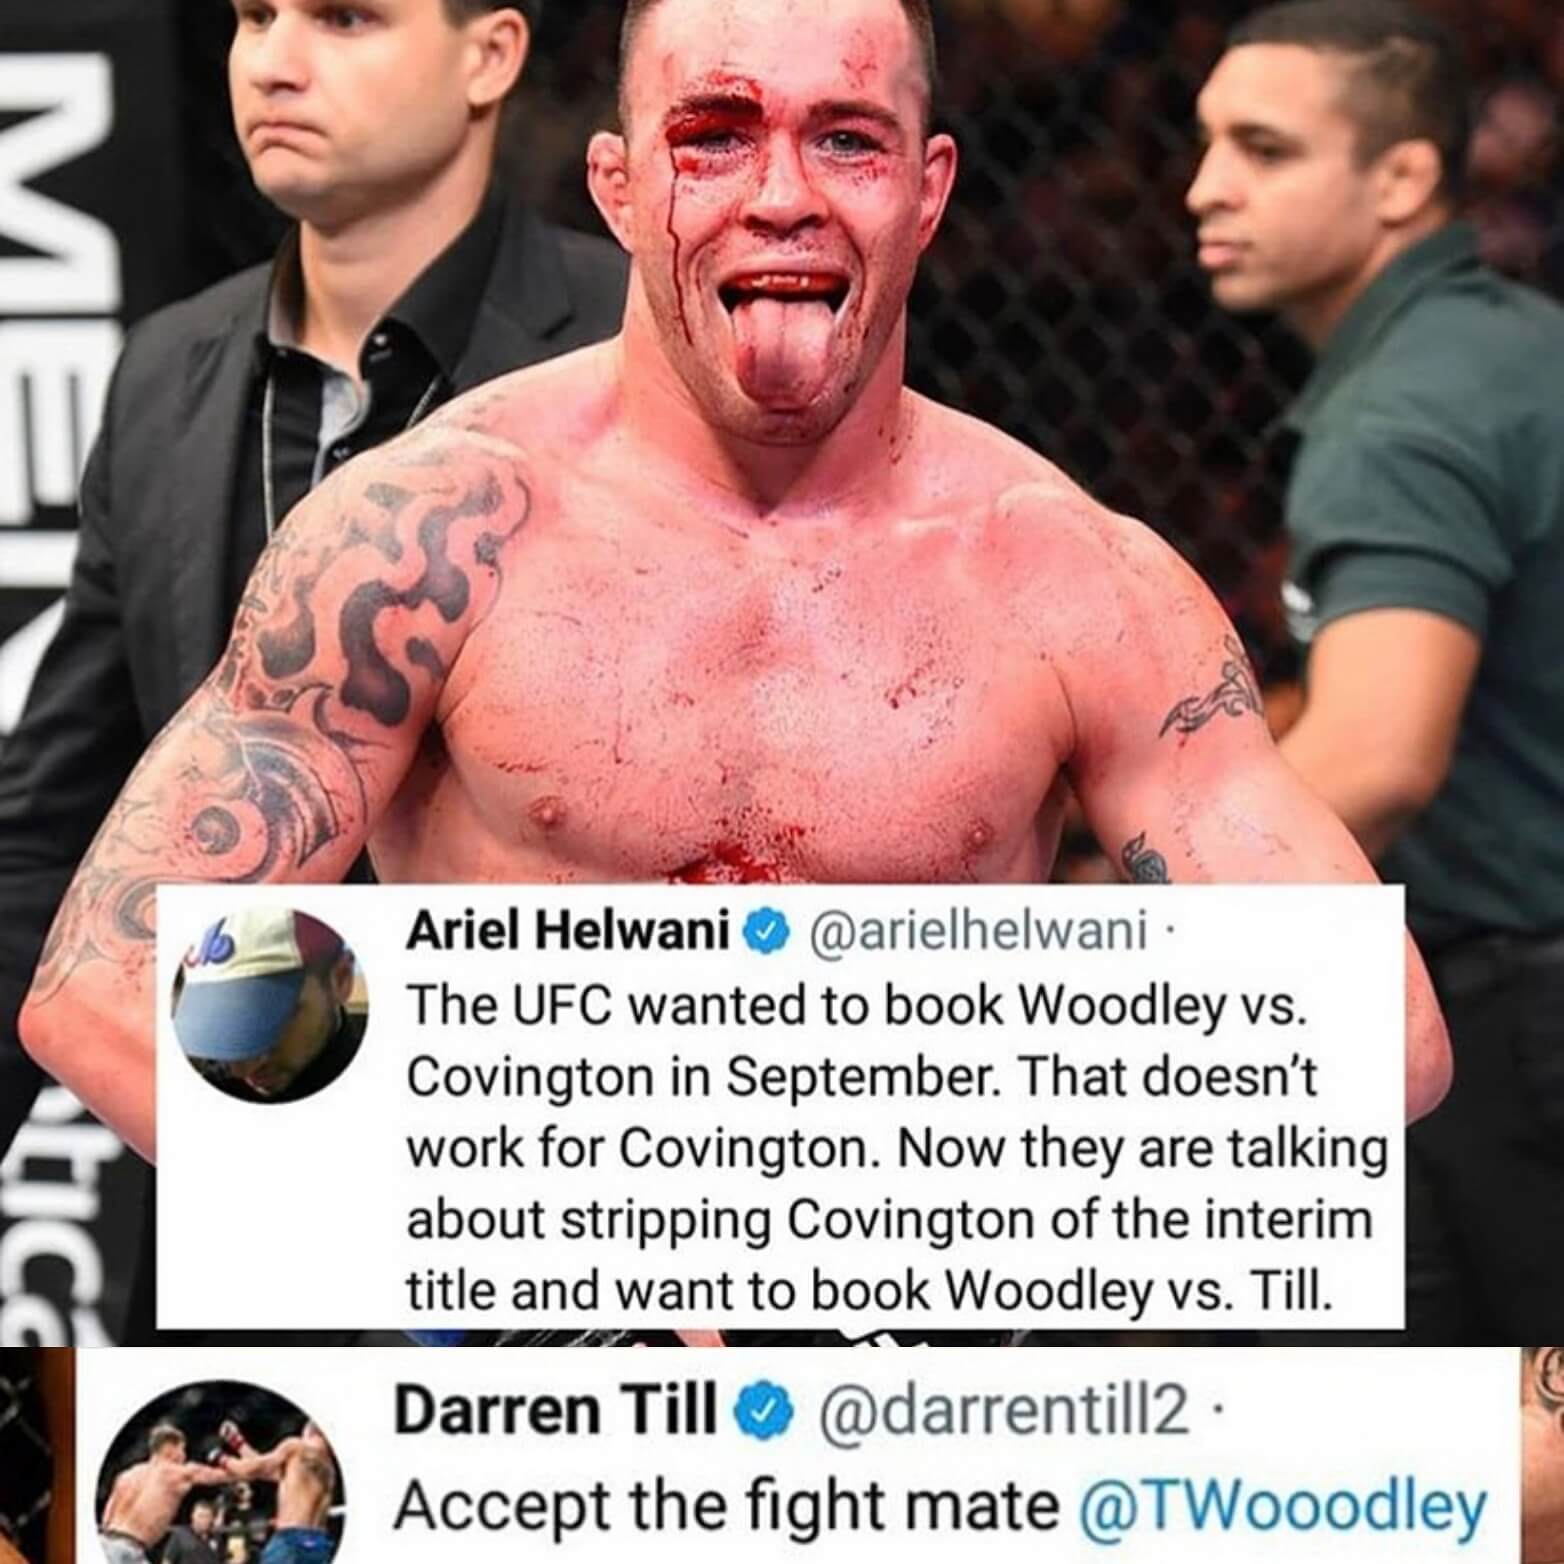 Ariel Helwani @arielhelwani ·
The UFC wanted to book Woodley vs.
Covington in September. That doesn't
work for Covington. Now they are talking
about stripping Covington of the interim
title and want to book Woodley vs. Till.
Darren Till @darrentill2 ·
Accept the fight mate @TWooodley